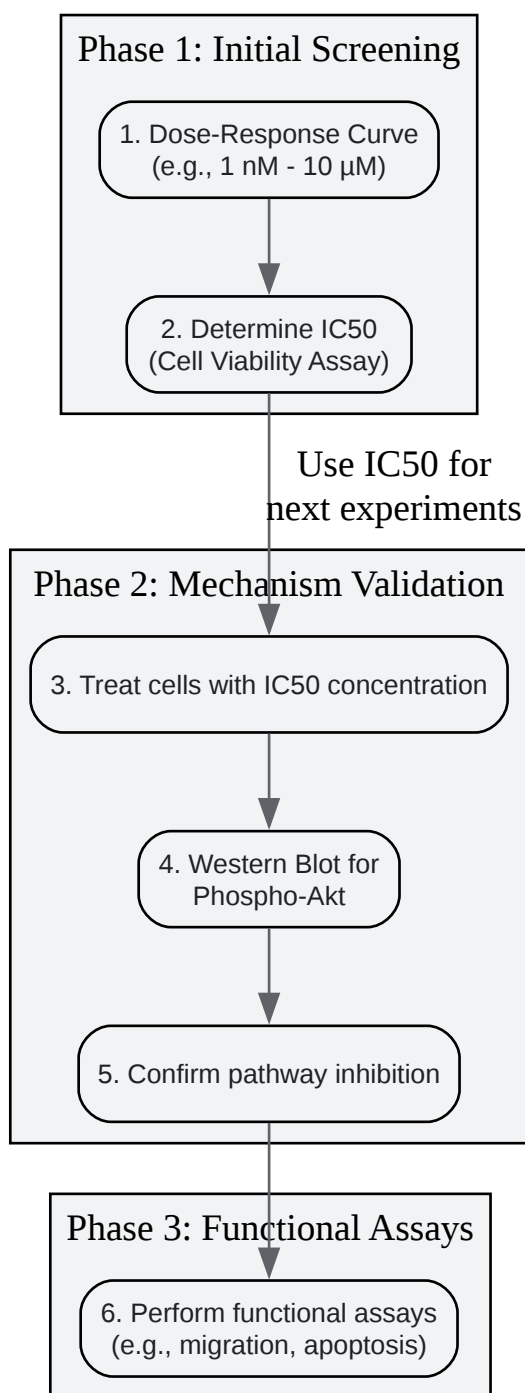 Phase 1: Initial Screening
1. Dose-Response Curve
(e.g., 1 nM - 10 µM)
2. Determine IC50
(Cell Viability Assay)
Use IC50 for
next experiments
Phase 2: Mechanism Validation
3. Treat cells with IC50 concentration
4. Western Blot for
Phospho-Akt
5. Confirm pathway inhibition
Phase 3: Functional Assays
6. Perform functional assays
(e.g., migration, apoptosis)